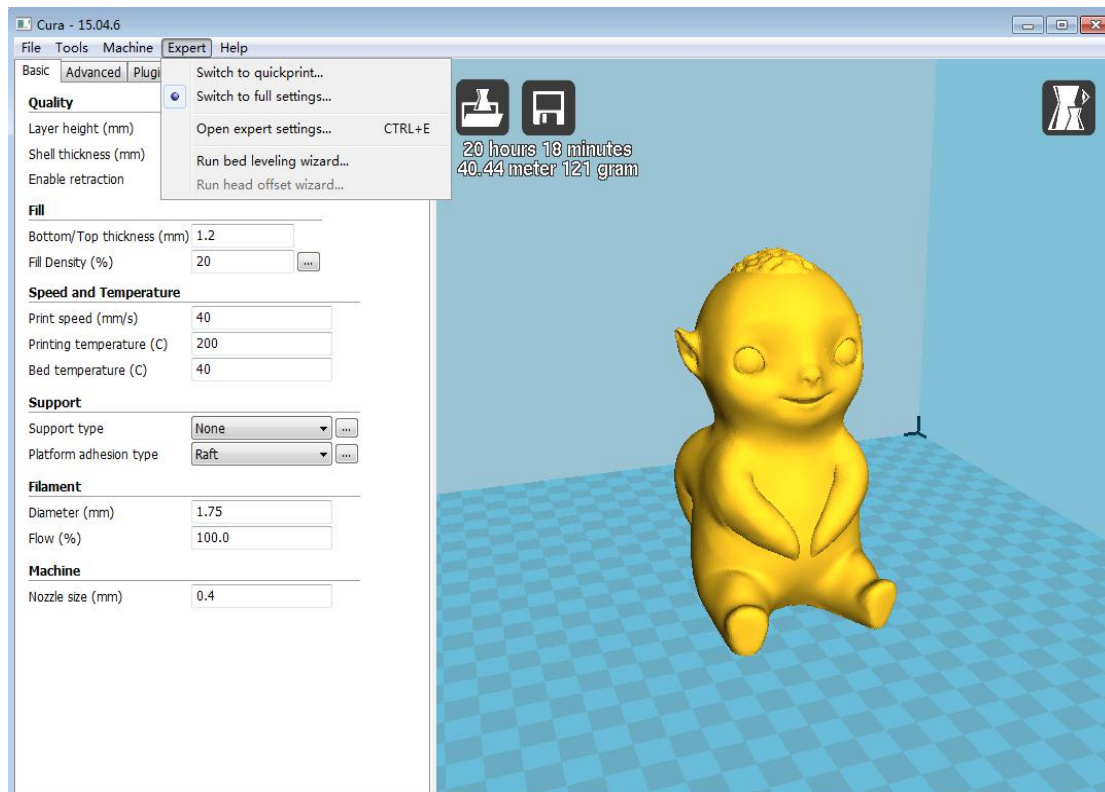 Cura - 15.04.6
File Tools Machine Expert Help
Basic Advanced Plugi
Switch to quickprint...
Switch to full settings...
Open expert settings... CTRL+E
Run bed leveling wizard...
Run head offset wizard...
Quality
Layer height (mm)
Shell thickness (mm)
Enable retraction
Fill
Bottom/Top thickness (mm) 1.2
Fill Density (%) 20 ...
Speed and Temperature
Print speed (mm/s) 40
Printing temperature (C) 200
Bed temperature (C) 40
Support
Support type None ...
Platform adhesion type Raft ...
Filament
Diameter (mm) 1.75
Flow (%) 100.0
Machine
Nozzle size (mm) 0.4
20 hours 18 minutes
40.44 meter 121 gram